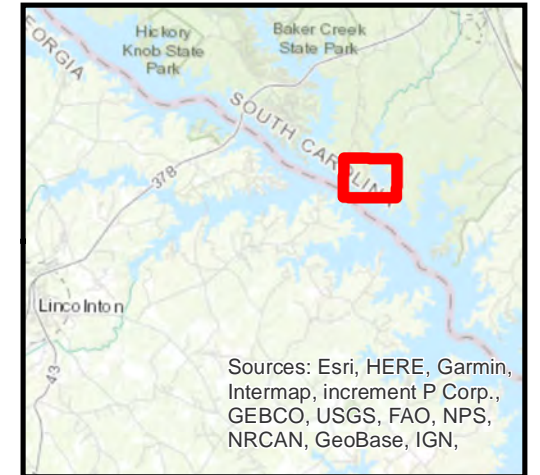 Hickory
Knob State
Park
Baker Creek
State Park
EORGIA
SOUTH CAROLIN
378
Lincolnton
43
Sources: Esri, HERE, Garmin,
Intermap, increment P Corp.,
GEBCO, USGS, FAO, NPS,
NRCAN, GeoBase, IGN,